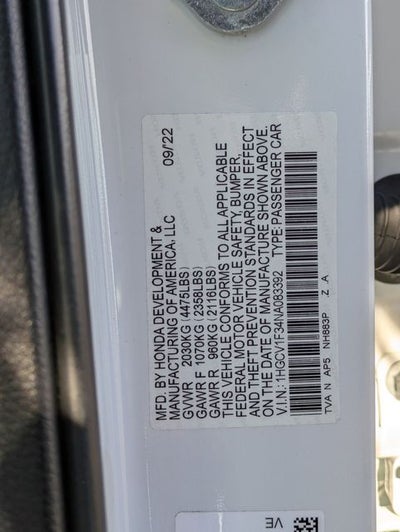 MFD. BY HONDA DEVELOPMENT &
MANUFACTURING OF AMERICA, LLC 09/22
GVWR 2030KG (4475LBS)
GAWR F 1070KG (2358LBS)
GAWR R 960KG (2116LBS)
THIS VEHICLE CONFORMS TO ALL APPLICABLE
FEDERAL MOTOR VEHICLE SAFETY, BUMPER,
AND THEFT PREVENTION STANDARDS IN EFFECT
ON THE DATE OF MANUFACTURE SHOWN ABOVE.
V.I.N.: 1HGCV1F34NA083392 TYPE:PASSENGER CAR
TVA N AP5 NH883P Z A
VE